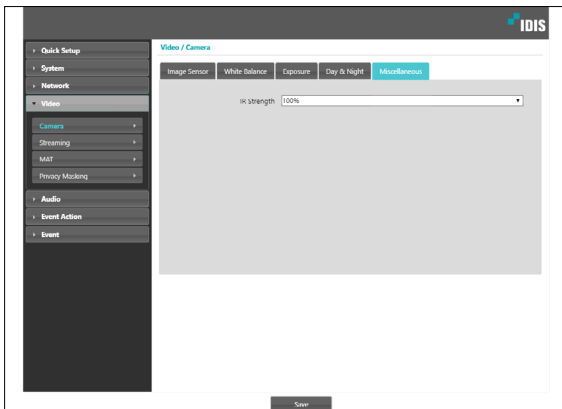 IDIS
Quick Setup
System
Network
Video
Camera
Streaming
MAT
Privacy Masking
Audio
Event Action
Event
Video / Camera
Image Sensor White Balance Exposure Day & Night Miscellaneous
IR Strength 100%
Save